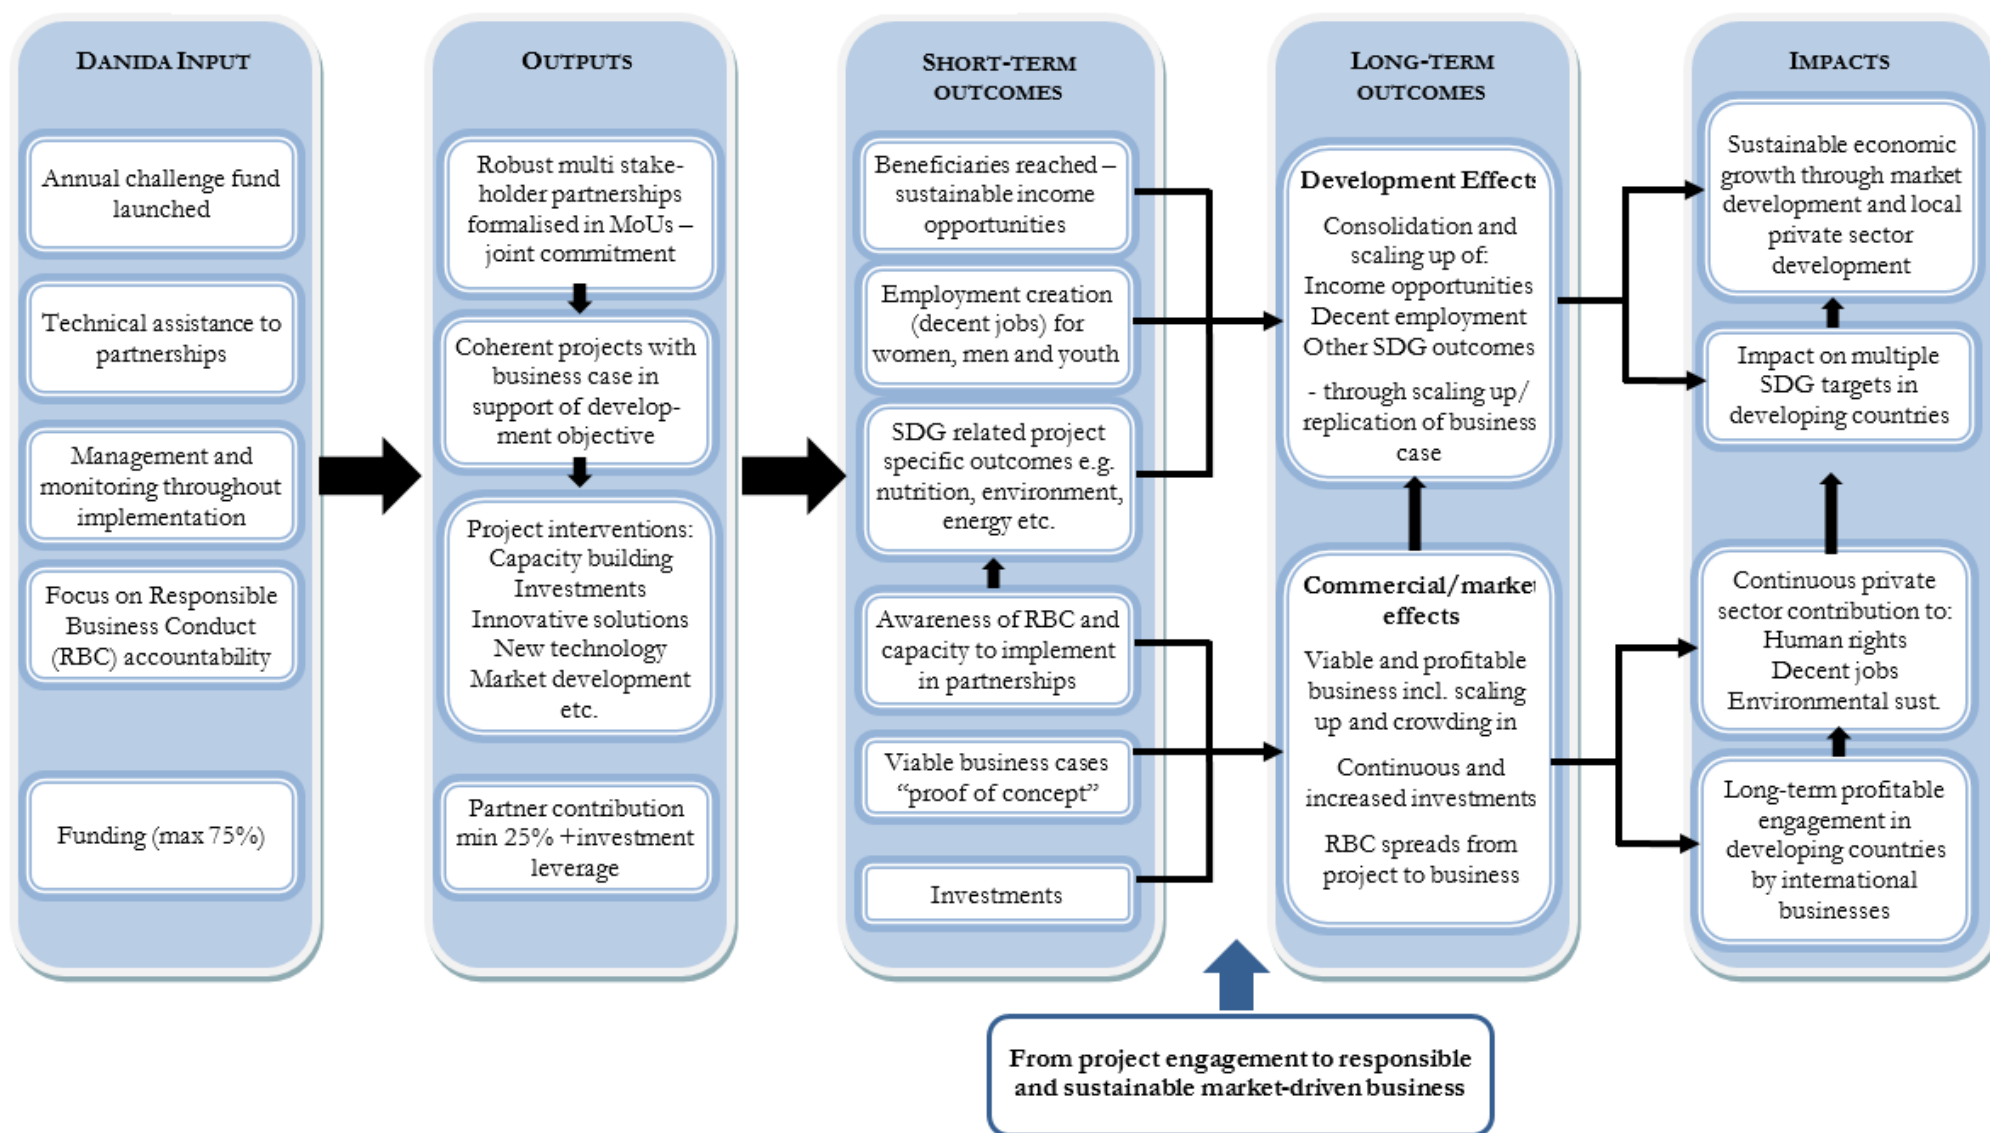 DANIDA INPUT
Annual challenge fund
launched
Technical assistance to
partnerships
Management and
monitoring throughout
implementation
Focus on Responsible
Business Conduct
(RBC) accountability
Funding (max 75%)
OUTPUTS
Robust multi stake-
holder partnerships
formalised in MoUs –
joint commitment
Coherent projects with
business case in
support of develop-
ment objective
Project interventions:
Capacity building
Investments
Innovative solutions
New technology
Market development
etc.
Partner contribution
min 25% +investment
leverage
SHORT-TERM
OUTCOMES
Beneficiaries reached –
sustainable income
opportunities
Employment creation
(decent jobs) for
women, men and youth
SDG related project
specific outcomes e.g.
nutrition, environment,
energy etc.
Awareness of RBC and
capacity to implement
in partnerships
Viable business cases
“proof of concept”
Investments
LONG-TERM
OUTCOMES
Development Effects
Consolidation and
scaling up of:
Income opportunities
Decent employment
Other SDG outcomes
- through scaling up/
replication of business
case
Commercial/market
effects
Viable and profitable
business incl. scaling
up and crowding in
Continuous and
increased investments
RBC spreads from
project to business
IMPACTS
Sustainable economic
growth through market
development and local
private sector
development
Impact on multiple
SDG targets in
developing countries
Continuous private
sector contribution to:
Human rights
Decent jobs
Environmental sust.
Long-term profitable
engagement in
developing countries
by international
businesses
From project engagement to responsible
and sustainable market-driven business